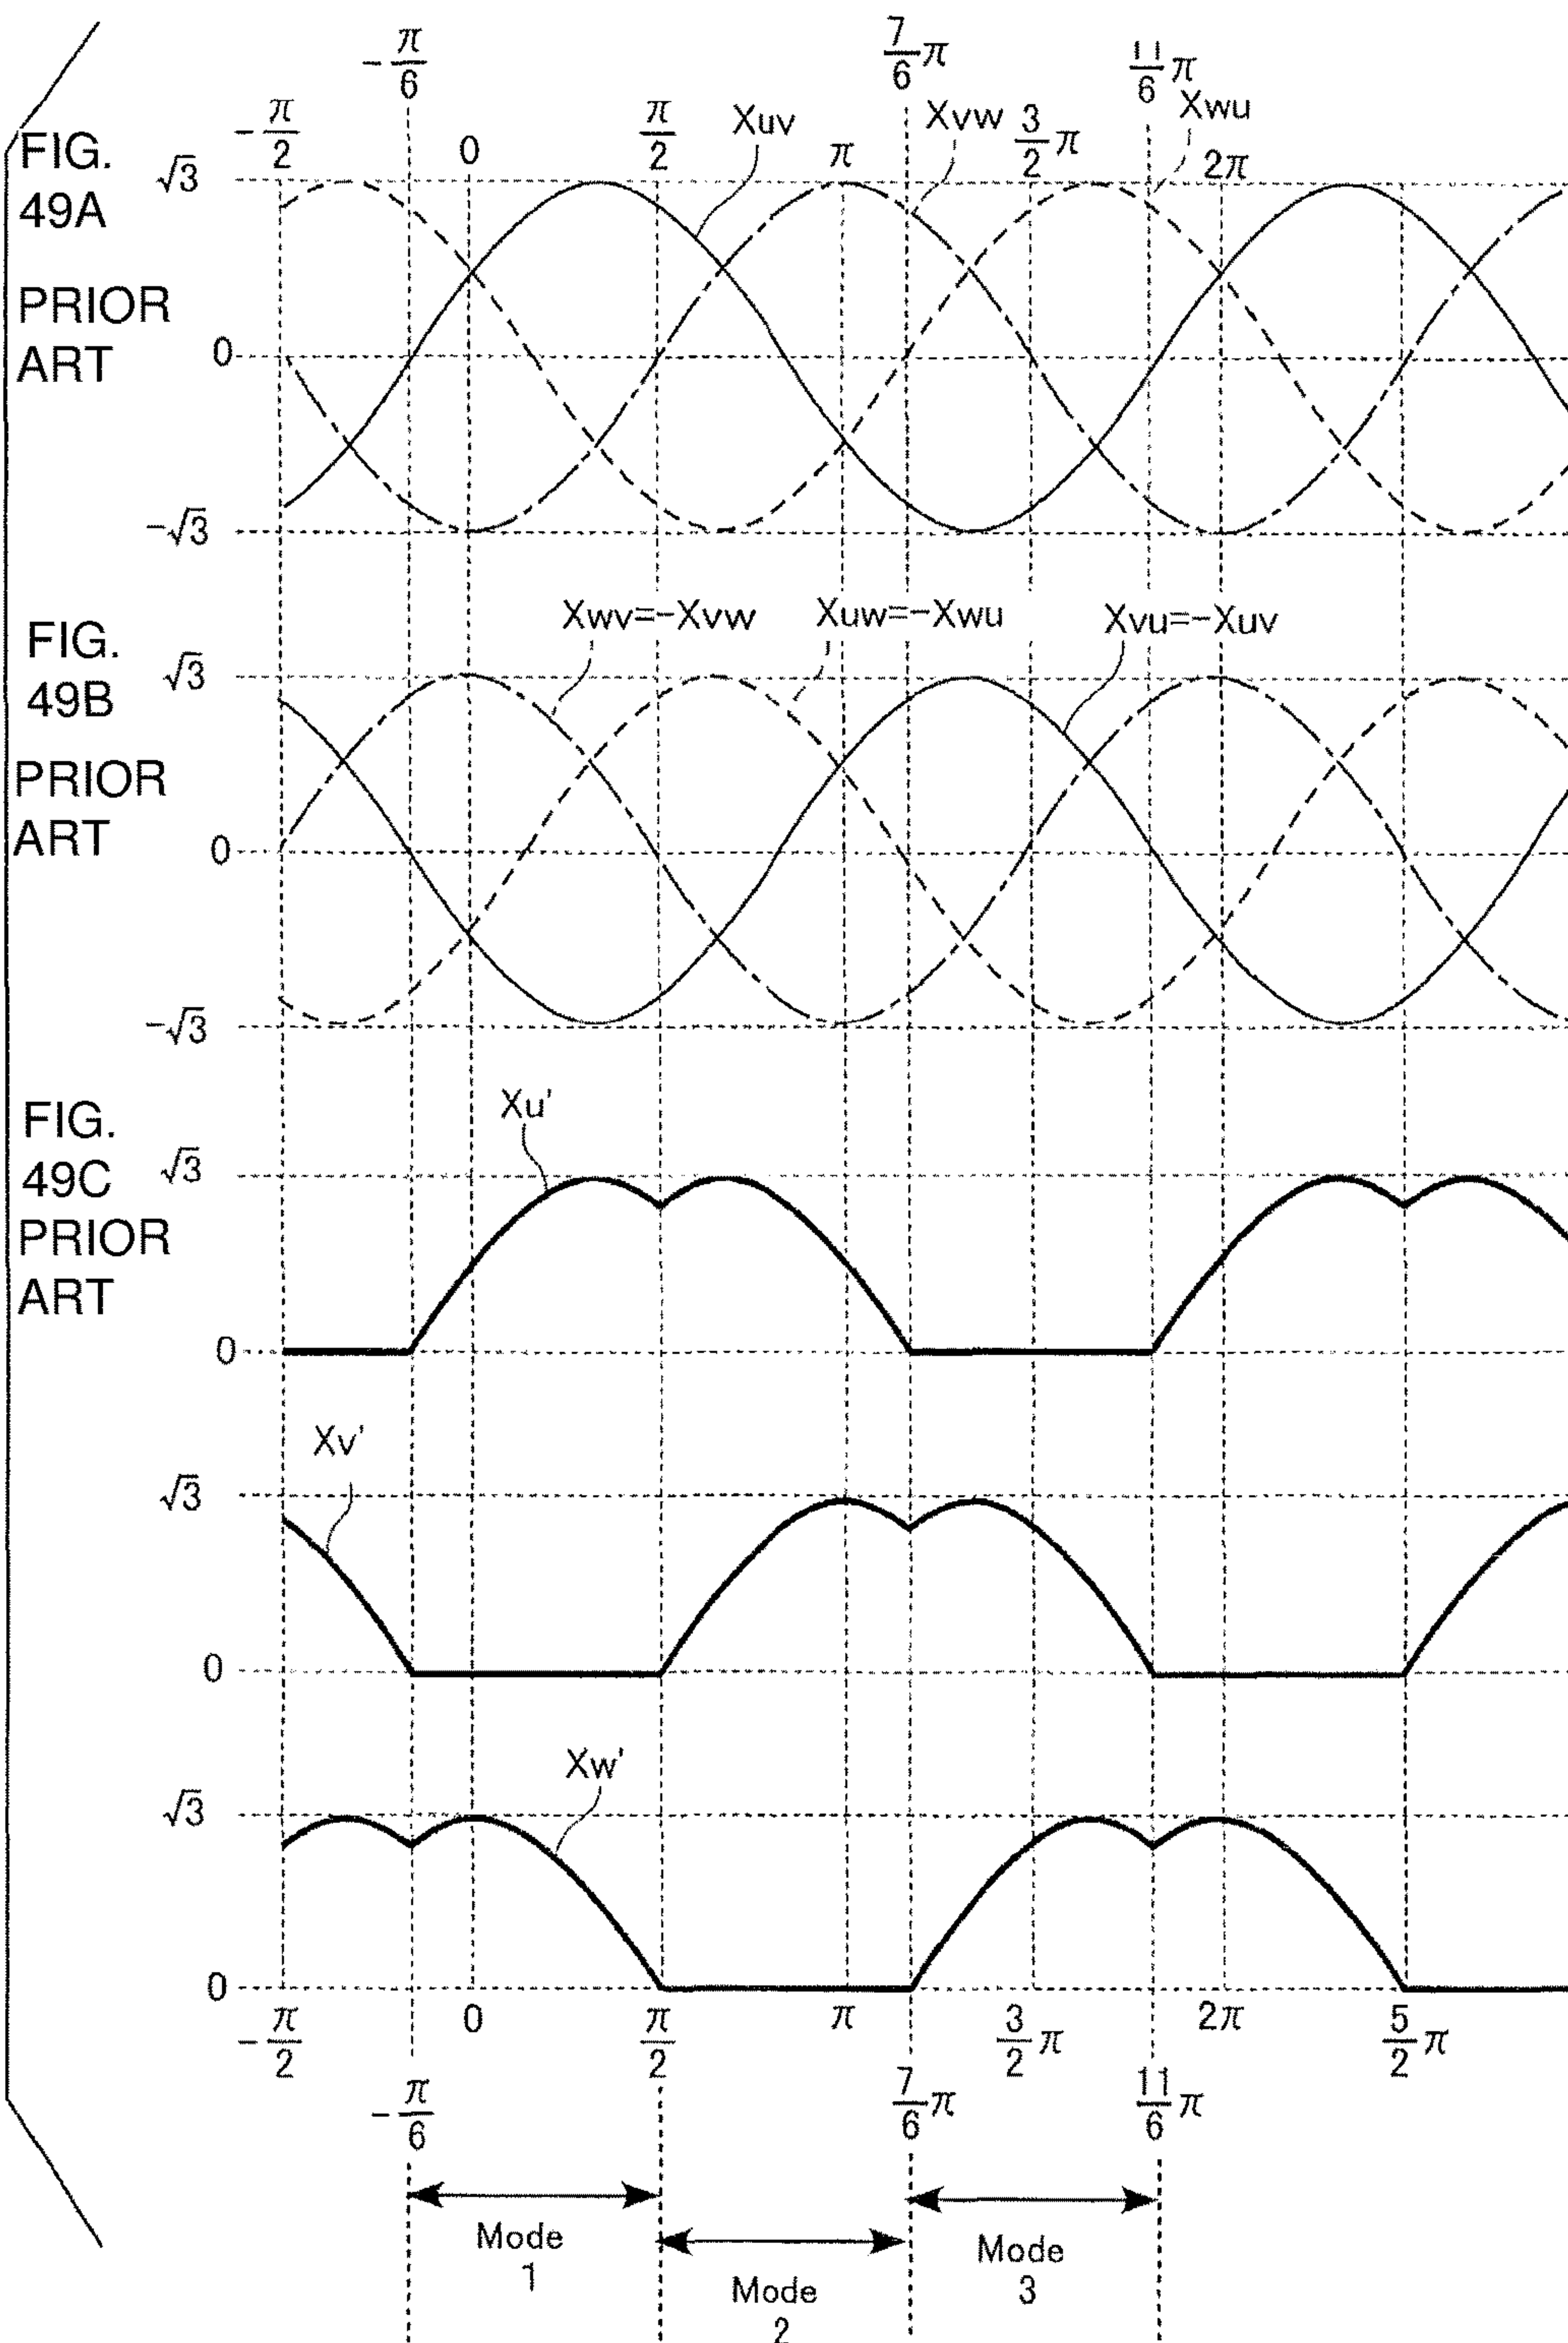 -π/6 7/6π 11/6π
-π/2 0 π/2 Xuv π Xvw 3/2π Xwu 2π
FIG.
49A
PRIOR
ART
√3
0
-√3
Xwv=-Xvw Xuw=-Xwu Xvu=-Xuv
FIG.
49B
PRIOR
ART
√3
0
-√3
FIG.
49C
PRIOR
ART
Xu'
√3
0
Xv'
√3
0
Xw'
√3
0
-π/2 0 π/2 π 3/2π 2π 5/2π
-π/6 7/6π 11/6π
Mode
1
Mode
2
Mode
3